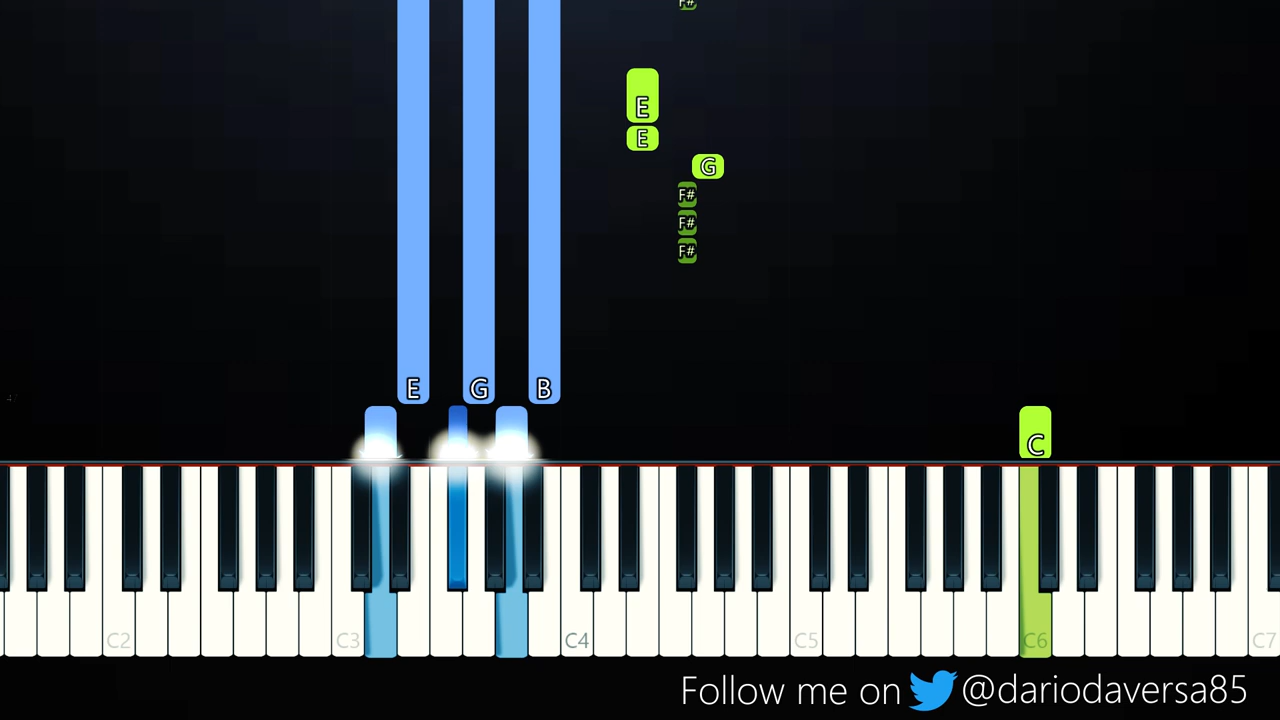 F#
E
E
G
F#
F#
F#
E G B
C
C2 C3 C4 C5 C6 C7
Follow me on @dariodaversa85